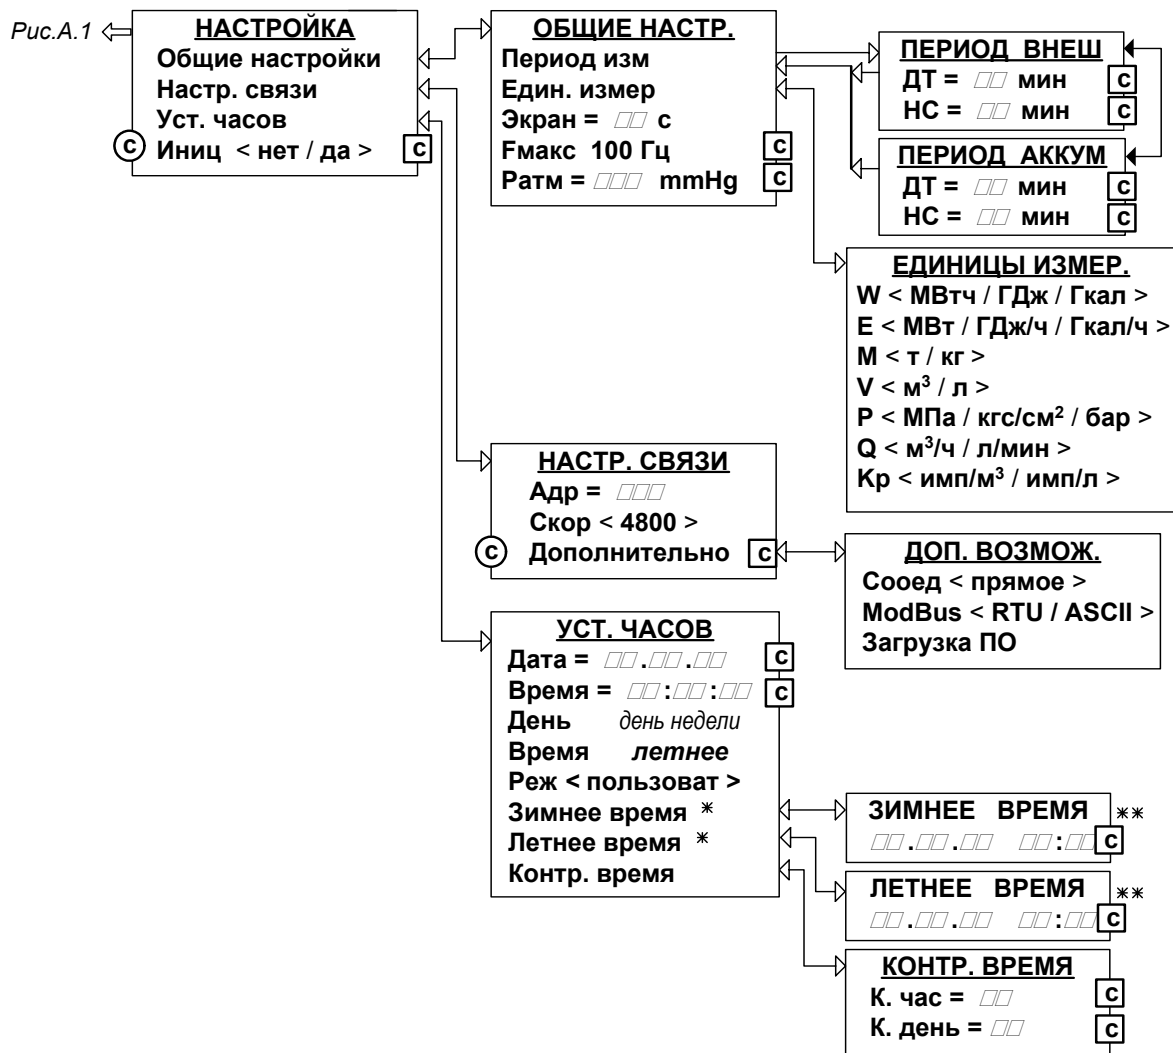 Рис.А.1
НАСТРОЙКА
Общие настройки
Настр. связи
Уст. часов
с Иниц < нет / да > с
ОБЩИЕ НАСТР.
Период изм
Един. измер
Экран = □□ с
Fмакс 100 Гц с
Ратм = □□□ mmHg с
ПЕРИОД ВНЕШ
ДТ = □□ мин с
НС = □□ мин с
ПЕРИОД АККУМ
ДТ = □□ мин с
НС = □□ мин с
ЕДИНИЦЫ ИЗМЕР.
W < МВтч / ГДж / Гкал >
E < МВт / ГДж/ч / Гкал/ч >
M < т / кг >
V < м³ / л >
P < МПа / кгс/см² / бар >
Q < м³/ч / л/мин >
Kp < имп/м³ / имп/л >
НАСТР. СВЯЗИ
Адр = □□□
Скор < 4800 >
с Дополнительно с
ДОП. ВОЗМОЖ.
Сооед < прямое >
ModBus < RTU / ASCII >
Загрузка ПО
УСТ. ЧАСОВ
Дата = □□.□□.□□ с
Время = □□:□□:□□ с
День день недели
Время летнее
Реж < пользоват >
Зимнее время *
Летнее время *
Контр. время
ЗИМНЕЕ ВРЕМЯ **
□□.□□.□□ □□:□□ с
ЛЕТНЕЕ ВРЕМЯ **
□□.□□.□□ □□:□□ с
КОНТР. ВРЕМЯ
К. час = □□ с
К. день = □□ с